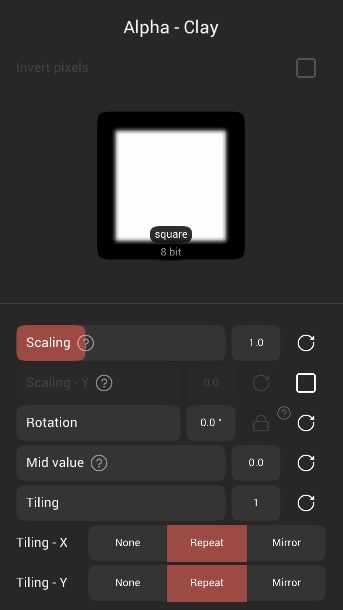 Alpha - Clay
Invert pixels
square
8 bit
Scaling ? 1.0
Scaling - Y ? 0.0
Rotation 0.0 ° ?
Mid value ? 0.0
Tiling 1
Tiling - X None Repeat Mirror
Tiling - Y None Repeat Mirror